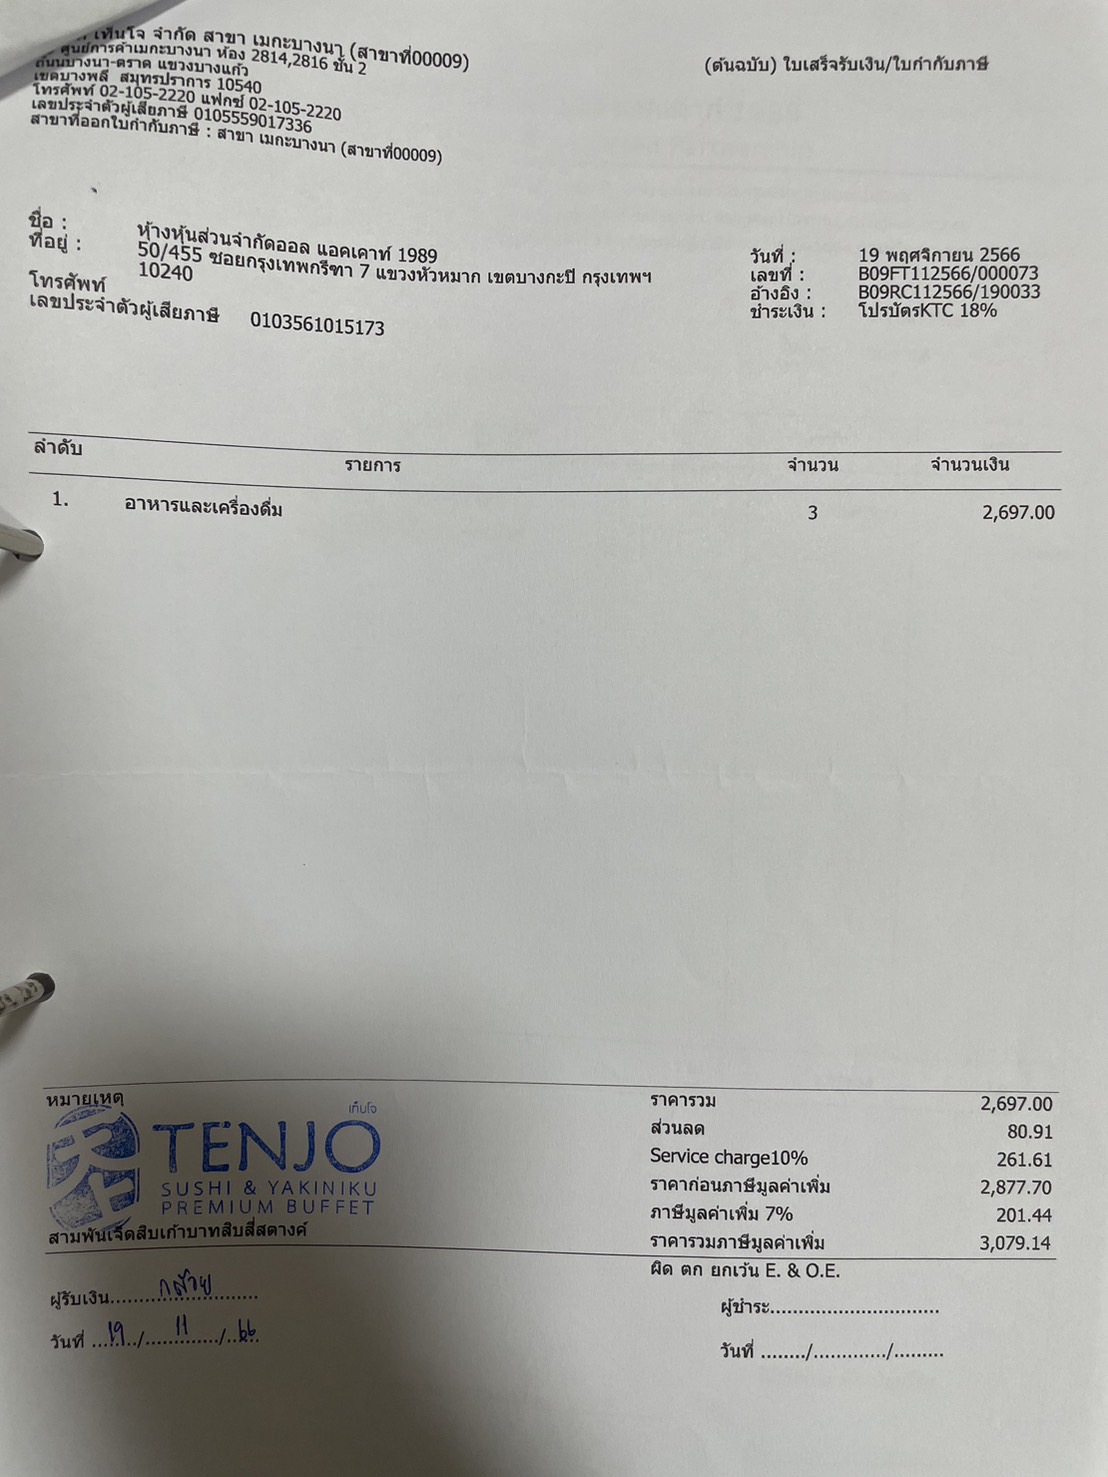 เท็นโจ จำกัด สาขา เมกะบางนา (สาขาที่00009)
ศูนย์การค้าเมกะบางนา ห้อง 2814,2816 ชั้น 2
ถนนบางนา-ตราด แขวงบางแก้ว
เขตบางพลี สมุทรปราการ 10540
โทรศัพท์ 02-105-2220 แฟกซ์ 02-105-2220
เลขประจำตัวผู้เสียภาษี 0105559017336
สาขาที่ออกใบกำกับภาษี : สาขา เมกะบางนา (สาขาที่00009)
(ต้นฉบับ) ใบเสร็จรับเงิน/ใบกำกับภาษี
ชื่อ : ห้างหุ้นส่วนจำกัดออล แอคเคาท์ 1989
ที่อยู่ : 50/455 ซอยกรุงเทพกรีฑา 7 แขวงหัวหมาก เขตบางกะปิ กรุงเทพฯ
10240
โทรศัพท์
เลขประจำตัวผู้เสียภาษี 0103561015173
วันที่ : 19 พฤศจิกายน 2566
เลขที่ : B09FT112566/000073
อ้างอิง : B09RC112566/190033
ชำระเงิน : โปรบัตรKTC 18%
ลำดับ รายการ จำนวน จำนวนเงิน
1. อาหารและเครื่องดื่ม 3 2,697.00
หมายเหตุ
เท็นโจ
TENJO
SUSHI & YAKINIKU
PREMIUM BUFFET
สามพันเจ็ดสิบเก้าบาทสิบสี่สตางค์
ราคารวม 2,697.00
ส่วนลด 80.91
Service charge10% 261.61
ราคาก่อนภาษีมูลค่าเพิ่ม 2,877.70
ภาษีมูลค่าเพิ่ม 7% 201.44
ราคารวมภาษีมูลค่าเพิ่ม 3,079.14
ผิด ตก ยกเว้น E. & O.E.
ผู้รับเงิน..........กล้วย..........
วันที่ ..19../....11..../..66..
ผู้ชำระ...............................
วันที่ ......../............./.........